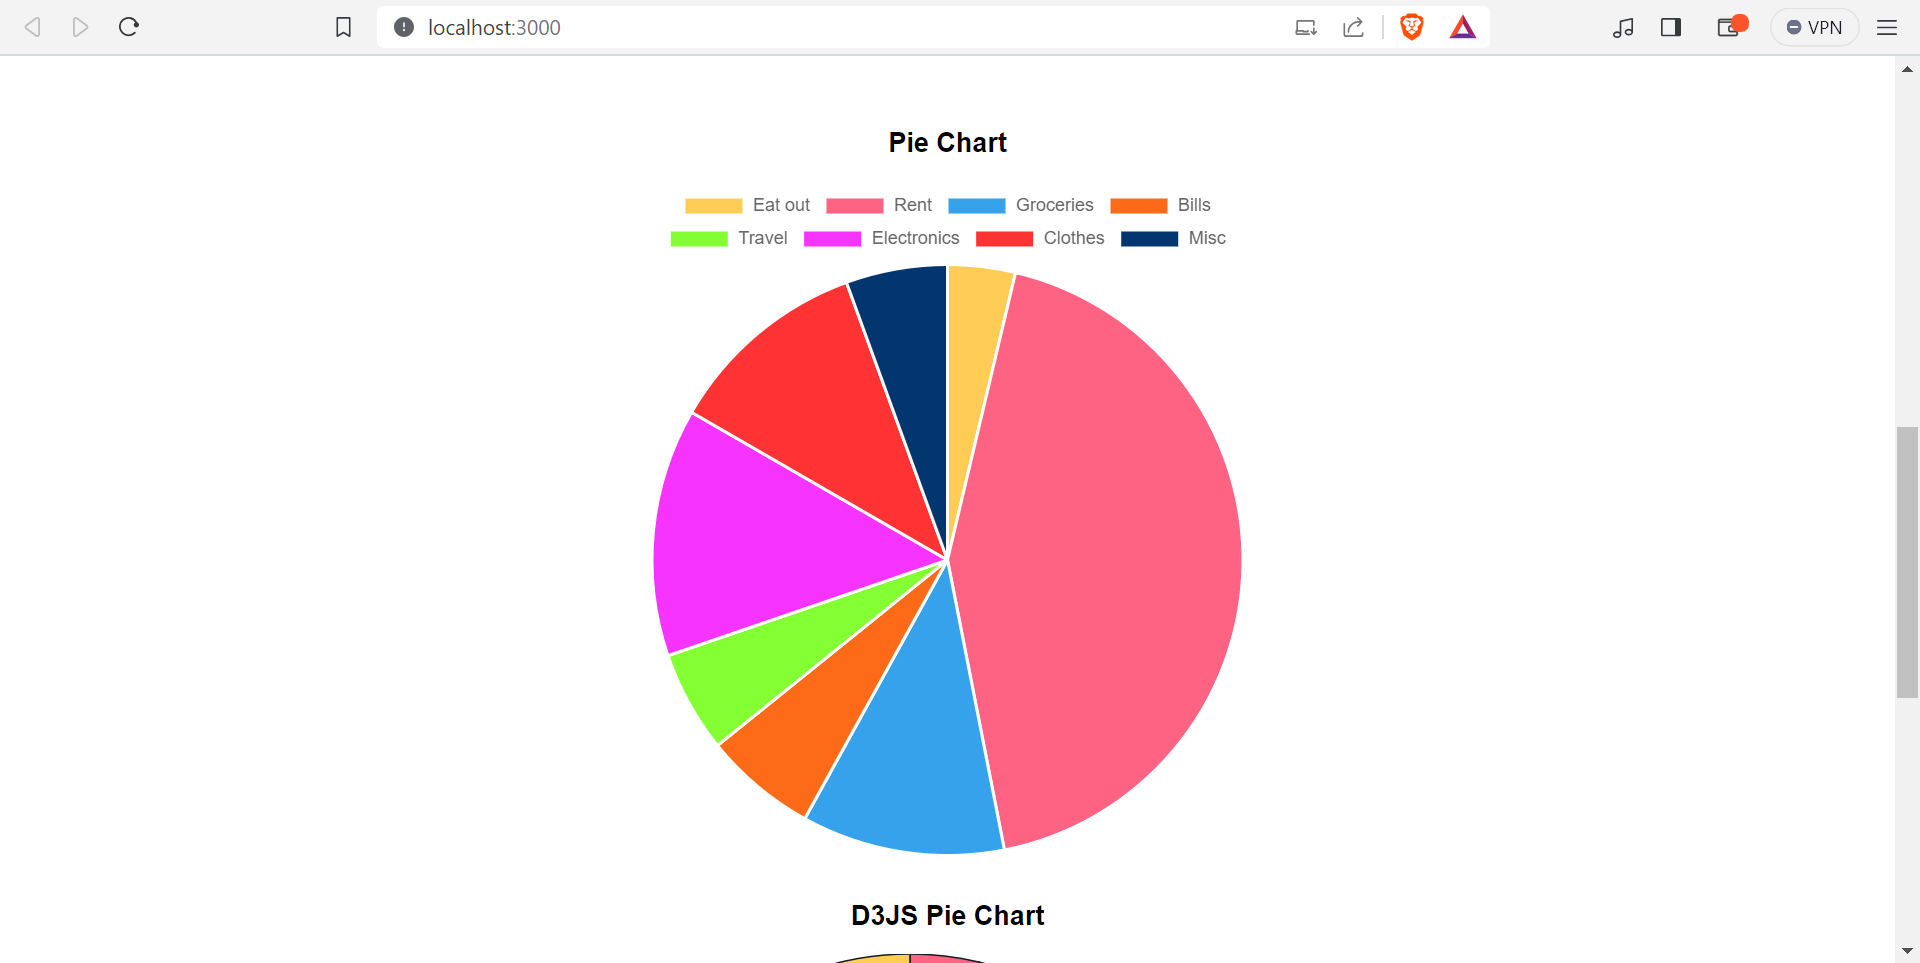 localhost:3000
VPN
Pie Chart
Eat out Rent Groceries Bills
Travel Electronics Clothes Misc
D3JS Pie Chart